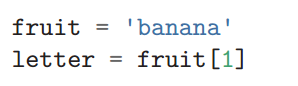 fruit = 'banana'
letter = fruit[1]